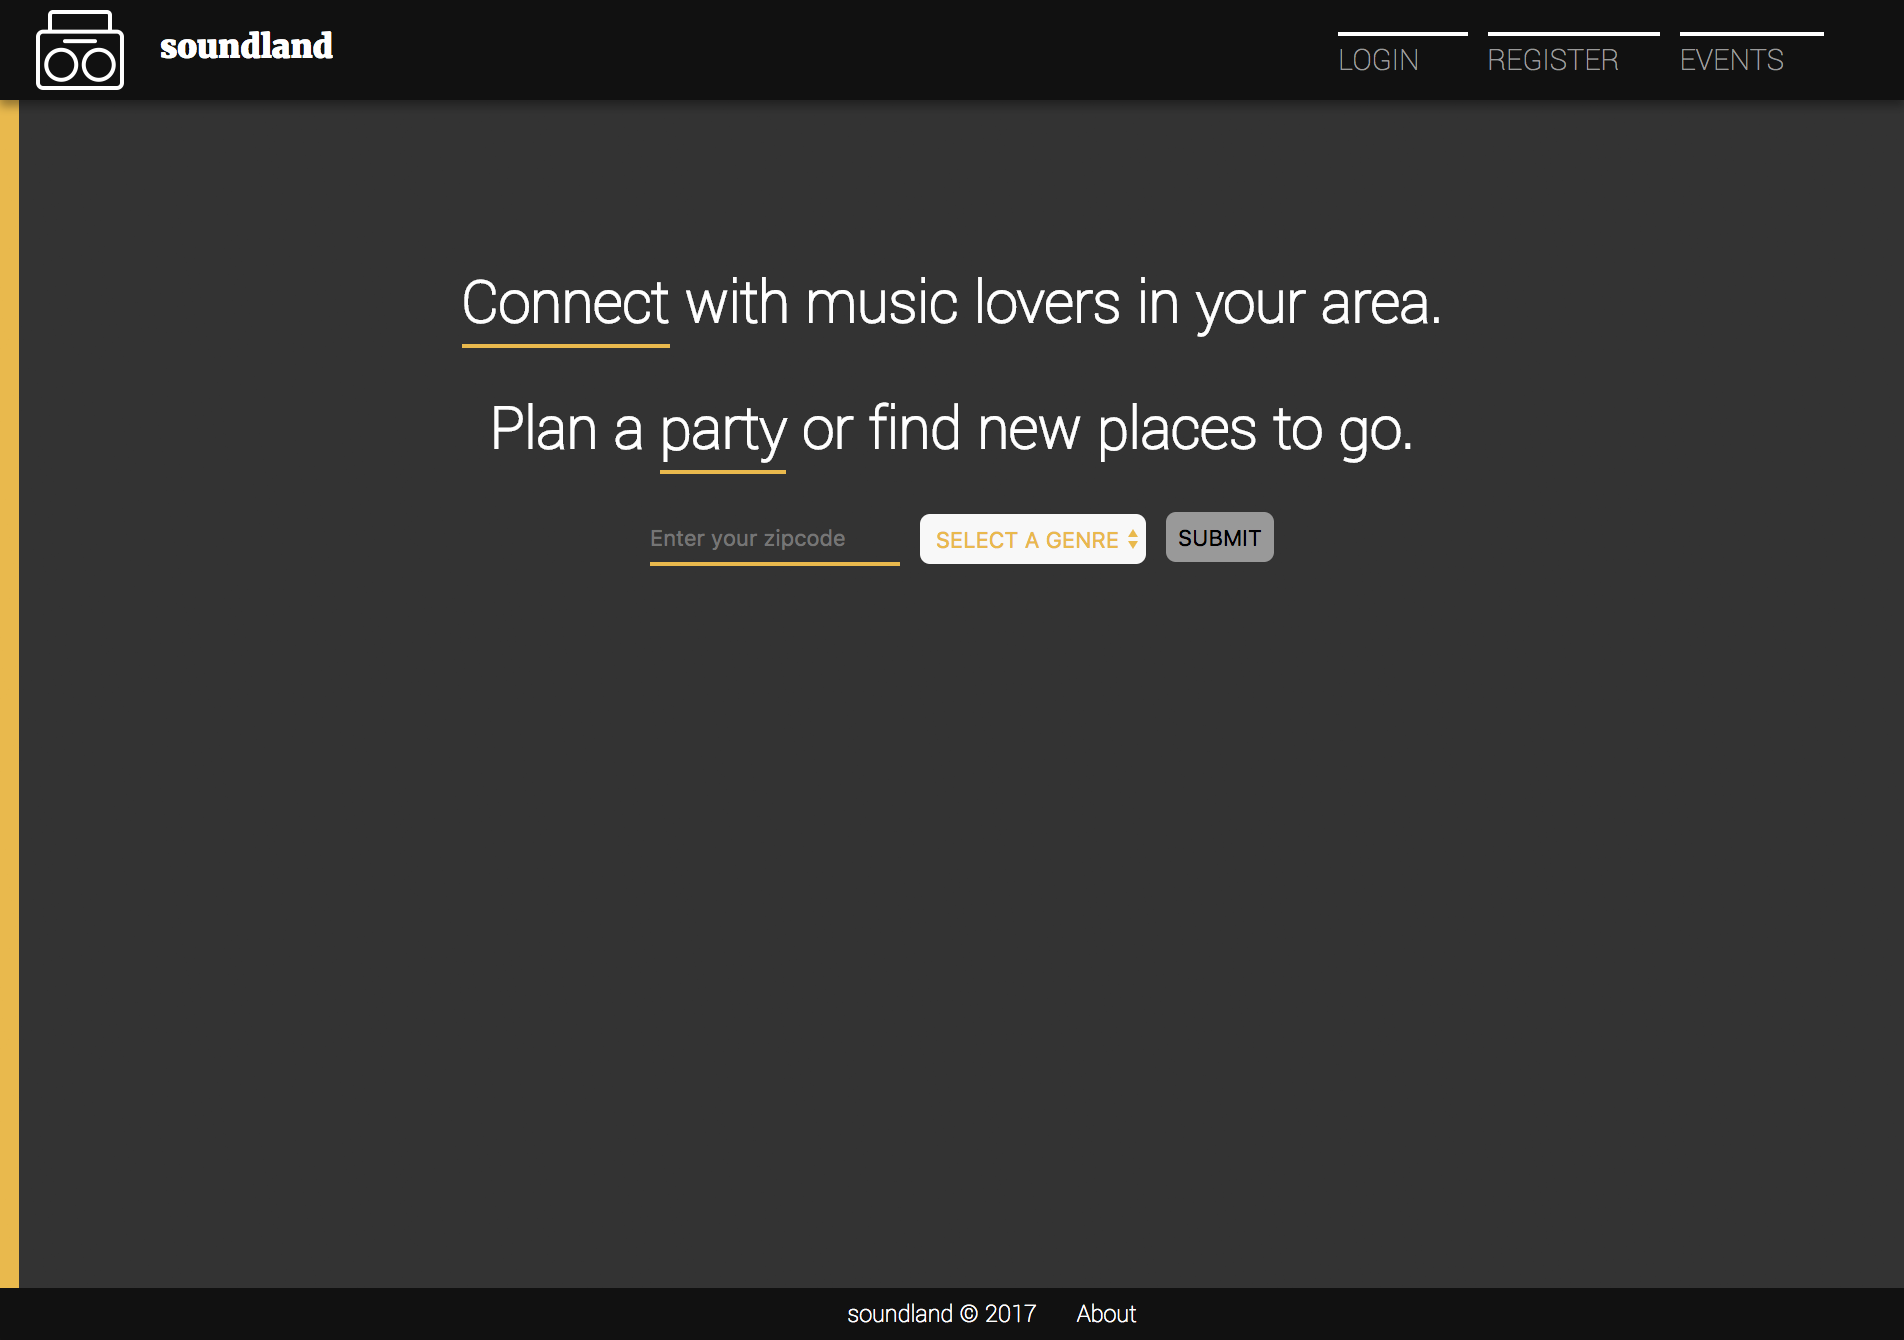 soundland
LOGIN REGISTER EVENTS
Connect with music lovers in your area.
Plan a party or find new places to go.
Enter your zipcode SELECT A GENRE SUBMIT
soundland © 2017 About